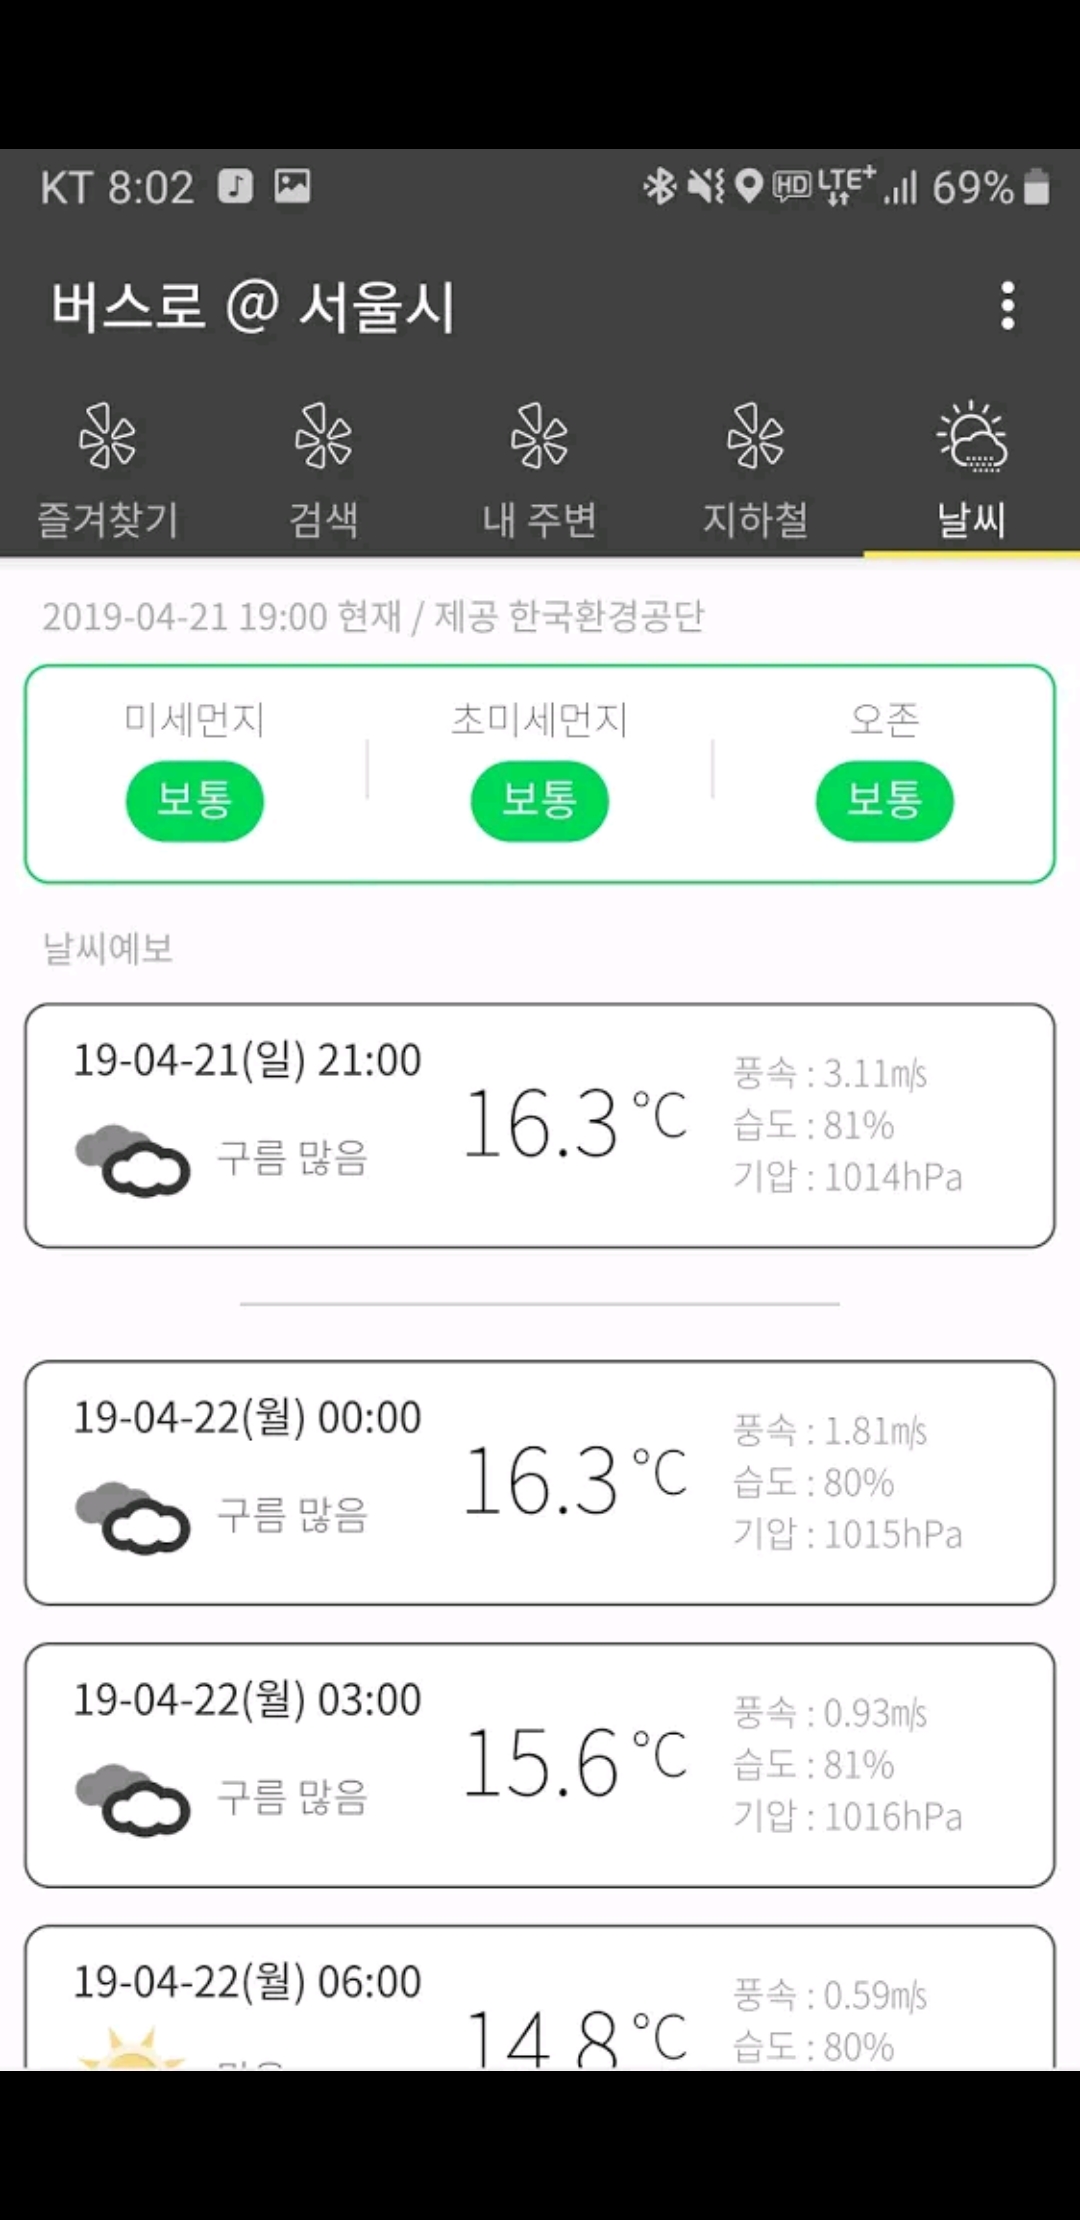 KT 8:02 HD LTE+ 69%
버스로 @ 서울시
즐겨찾기 검색 내 주변 지하철 날씨
2019-04-21 19:00 현재 / 제공 한국환경공단
미세먼지 초미세먼지 오존
보통 보통 보통
날씨예보
19-04-21(일) 21:00
구름 많음
16.3°C
풍속 : 3.11m/s
습도 : 81%
기압 : 1014hPa
19-04-22(월) 00:00
구름 많음
16.3°C
풍속 : 1.81m/s
습도 : 80%
기압 : 1015hPa
19-04-22(월) 03:00
구름 많음
15.6°C
풍속 : 0.93m/s
습도 : 81%
기압 : 1016hPa
19-04-22(월) 06:00
14.8°C
풍속 : 0.59m/s
습도 : 80%